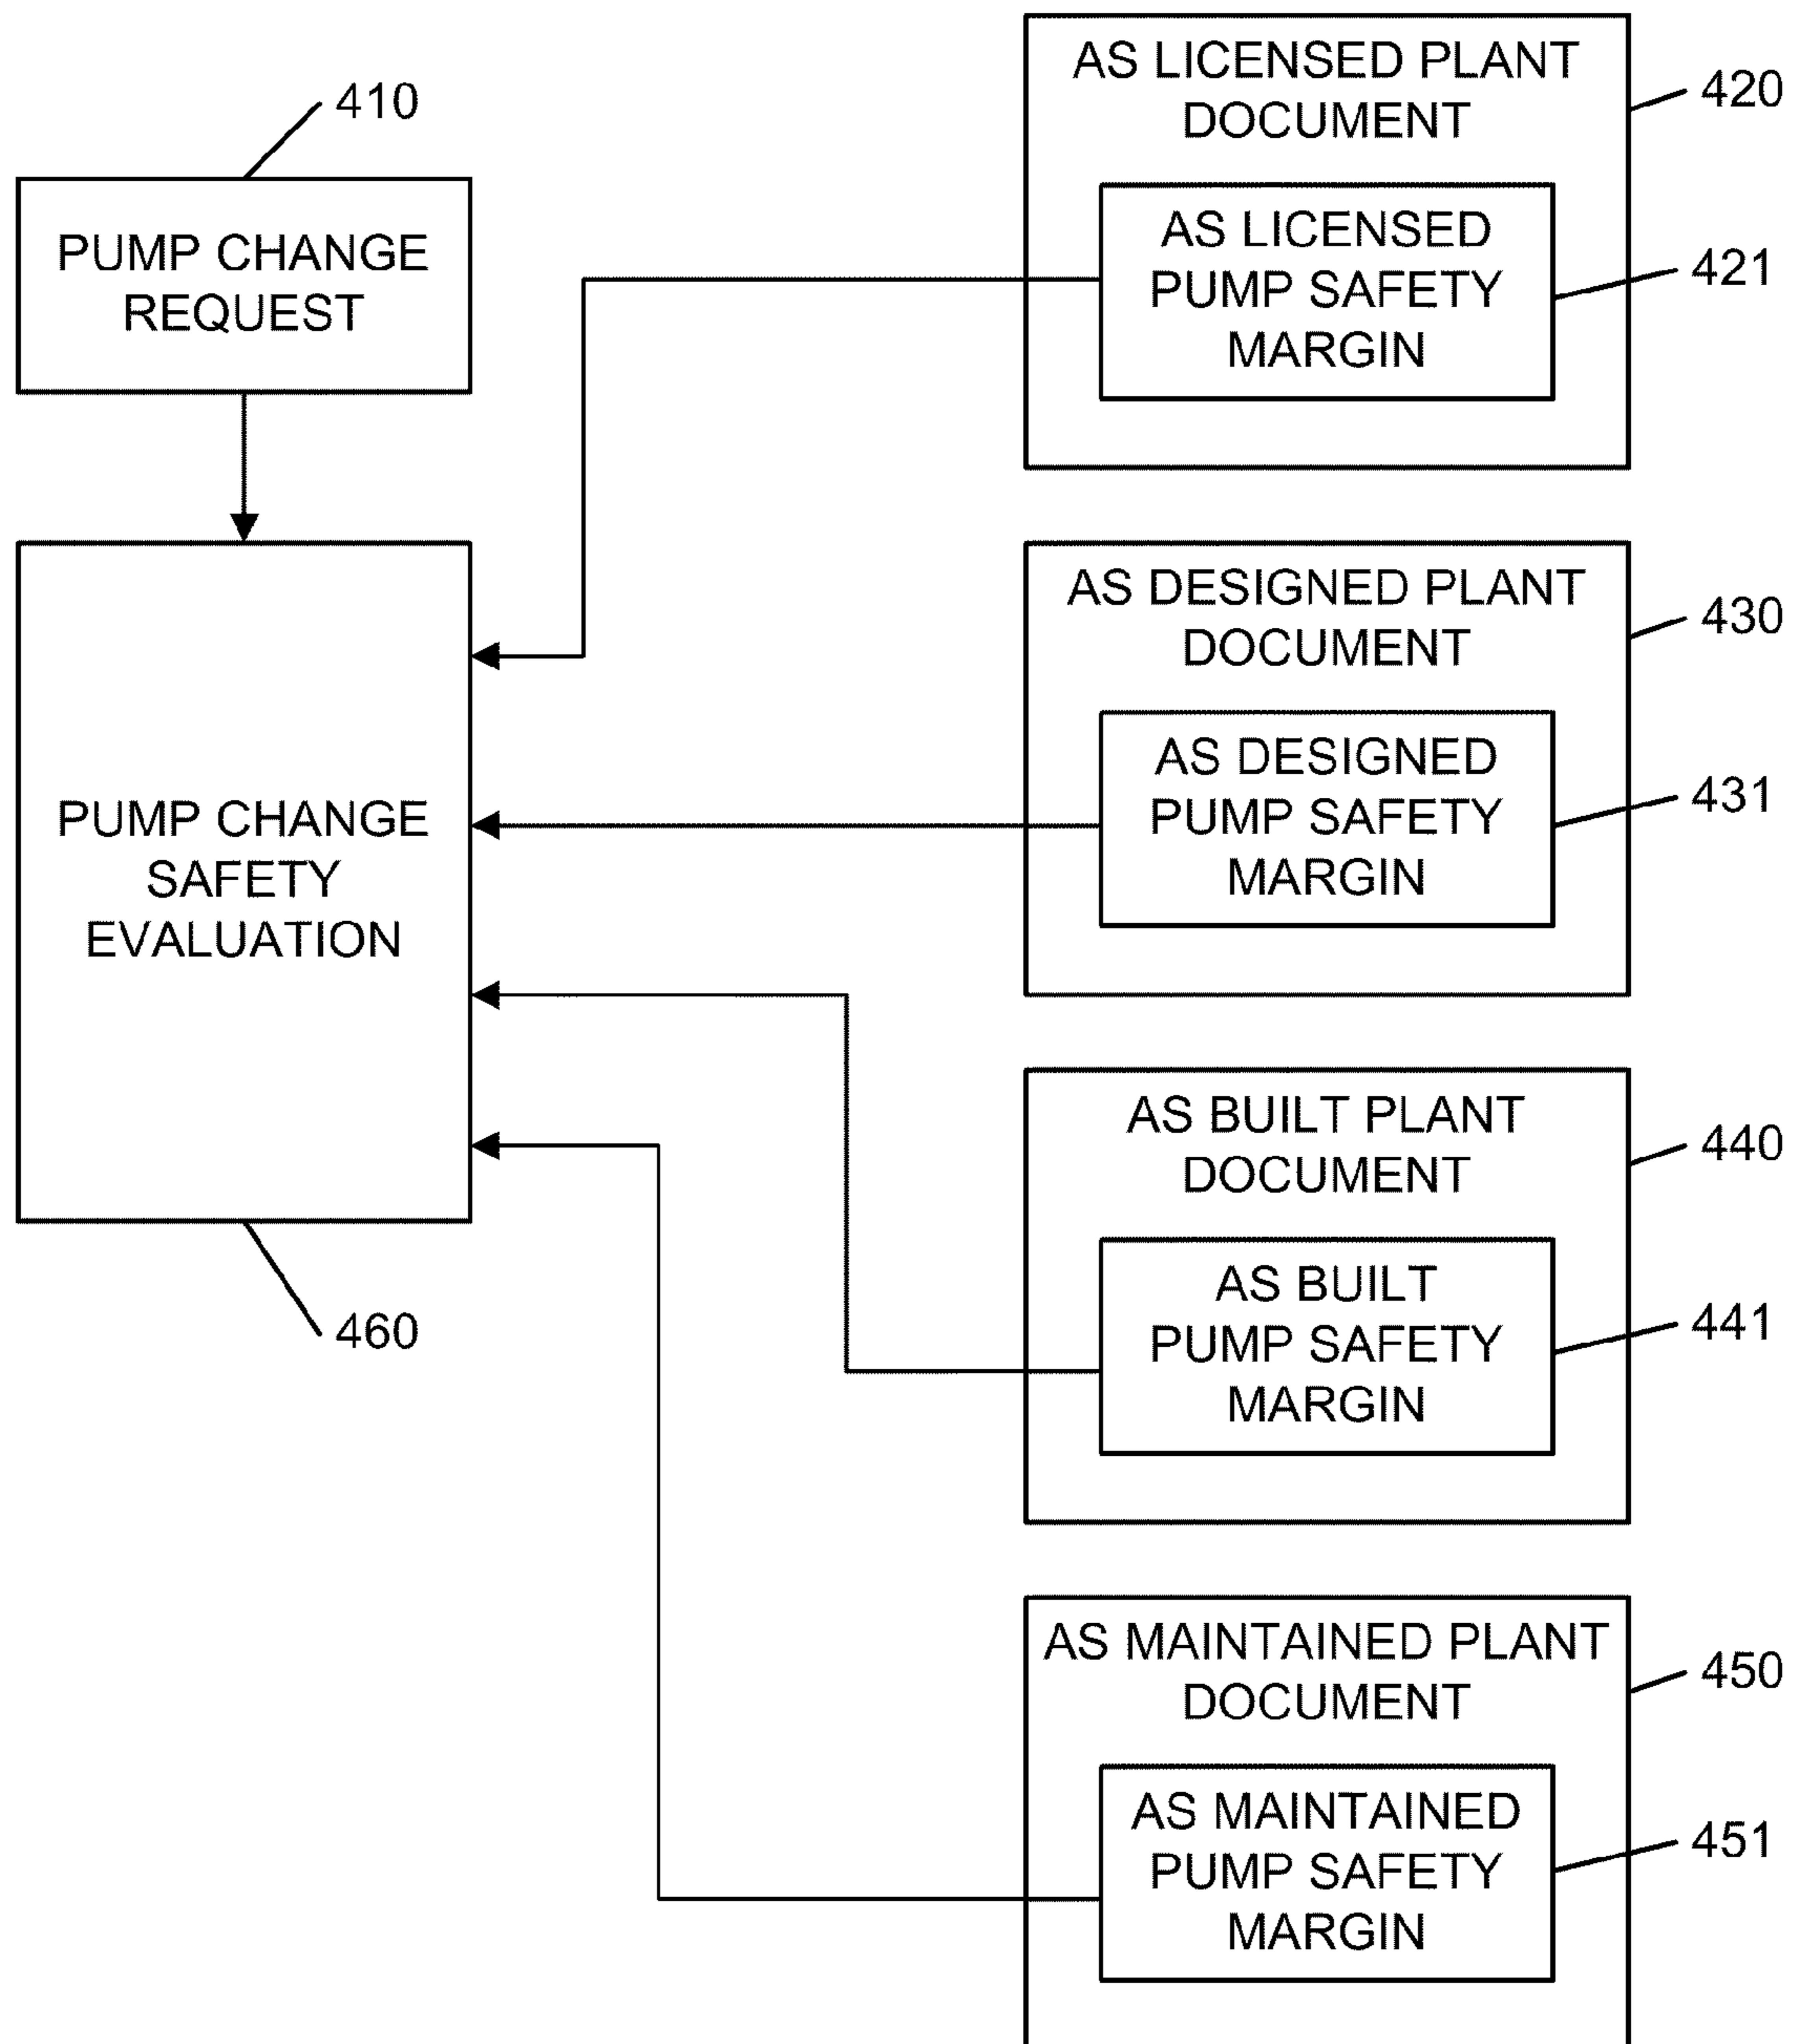 410
PUMP CHANGE
REQUEST
PUMP CHANGE
SAFETY
EVALUATION
460
AS LICENSED PLANT
DOCUMENT
420
AS LICENSED
PUMP SAFETY
MARGIN
421
AS DESIGNED PLANT
DOCUMENT
430
AS DESIGNED
PUMP SAFETY
MARGIN
431
AS BUILT PLANT
DOCUMENT
440
AS BUILT
PUMP SAFETY
MARGIN
441
AS MAINTAINED PLANT
DOCUMENT
450
AS MAINTAINED
PUMP SAFETY
MARGIN
451